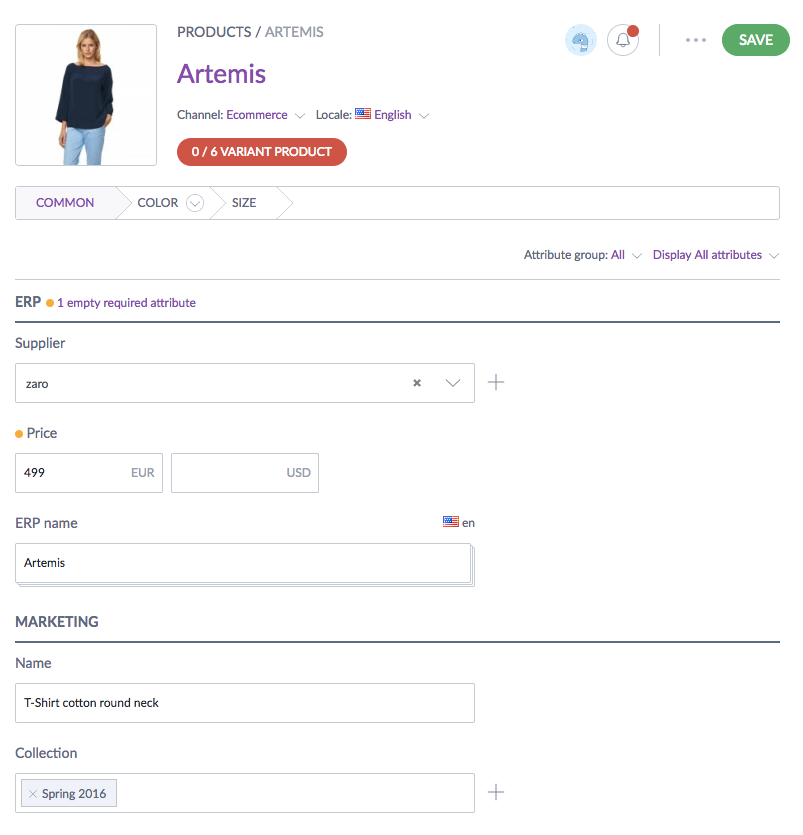 PRODUCTS / ARTEMIS
SAVE
Artemis
Channel: Ecommerce Locale: English
0 / 6 VARIANT PRODUCT
COMMON COLOR SIZE
Attribute group: All Display All attributes
ERP 1 empty required attribute
Supplier
zaro
Price
499 EUR USD
ERP name en
Artemis
MARKETING
Name
T-Shirt cotton round neck
Collection
Spring 2016